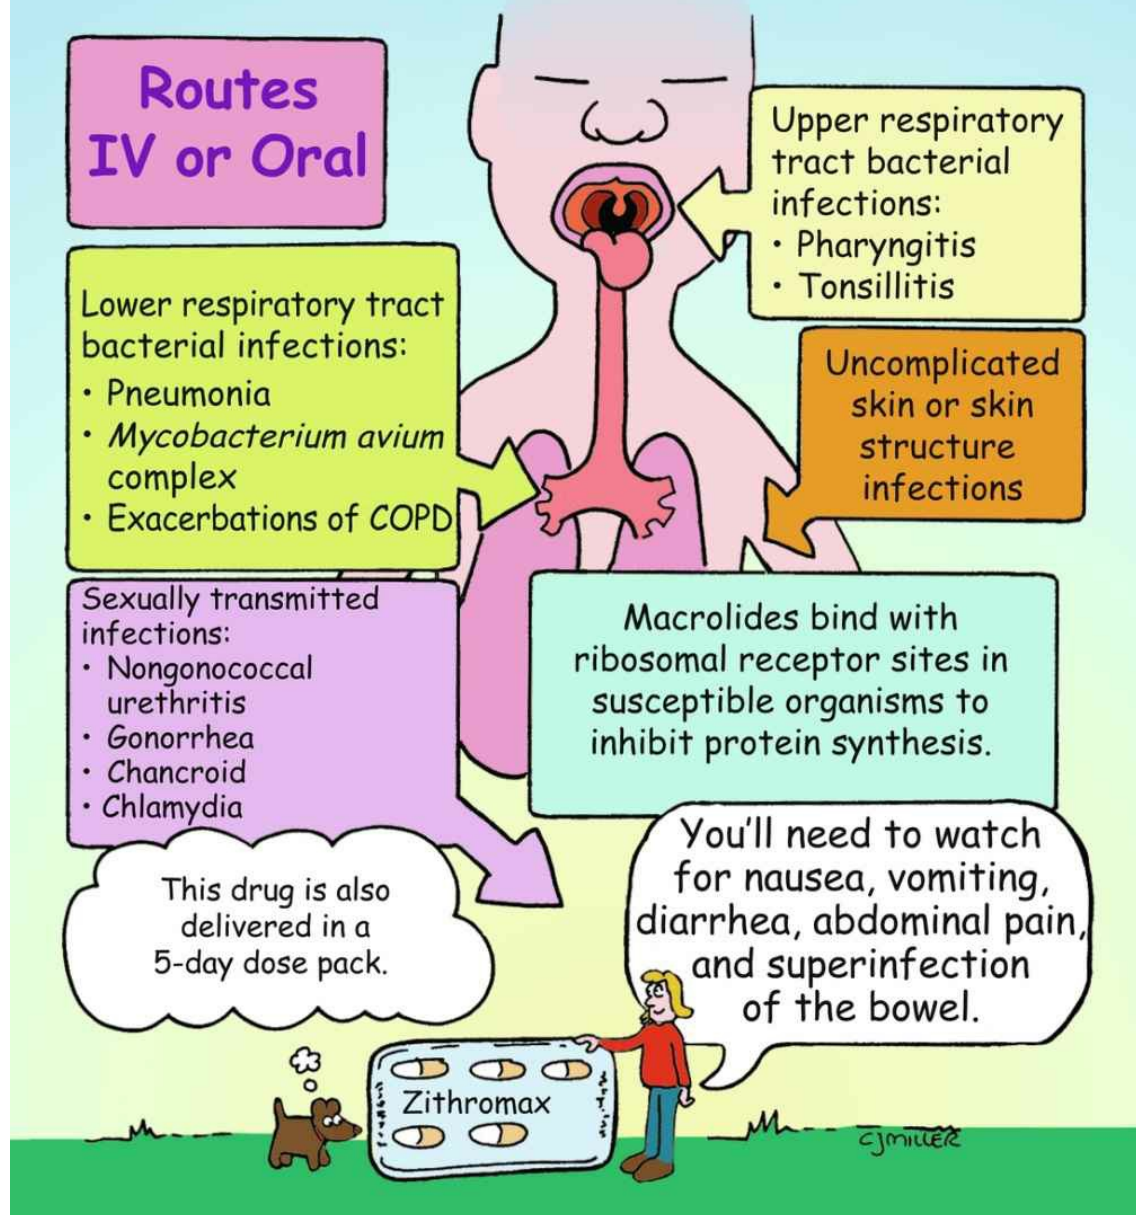 Routes
IV or Oral
Upper respiratory
tract bacterial
infections:
• Pharyngitis
• Tonsillitis
Lower respiratory tract
bacterial infections:
• Pneumonia
• Mycobacterium avium
complex
• Exacerbations of COPD
Uncomplicated
skin or skin
structure
infections
Sexually transmitted
infections:
• Nongonococcal
urethritis
• Gonorrhea
• Chancroid
• Chlamydia
Macrolides bind with
ribosomal receptor sites in
susceptible organisms to
inhibit protein synthesis.
This drug is also
delivered in a
5-day dose pack.
You'll need to watch
for nausea, vomiting,
diarrhea, abdominal pain,
and superinfection
of the bowel.
Zithromax
CJMILLER